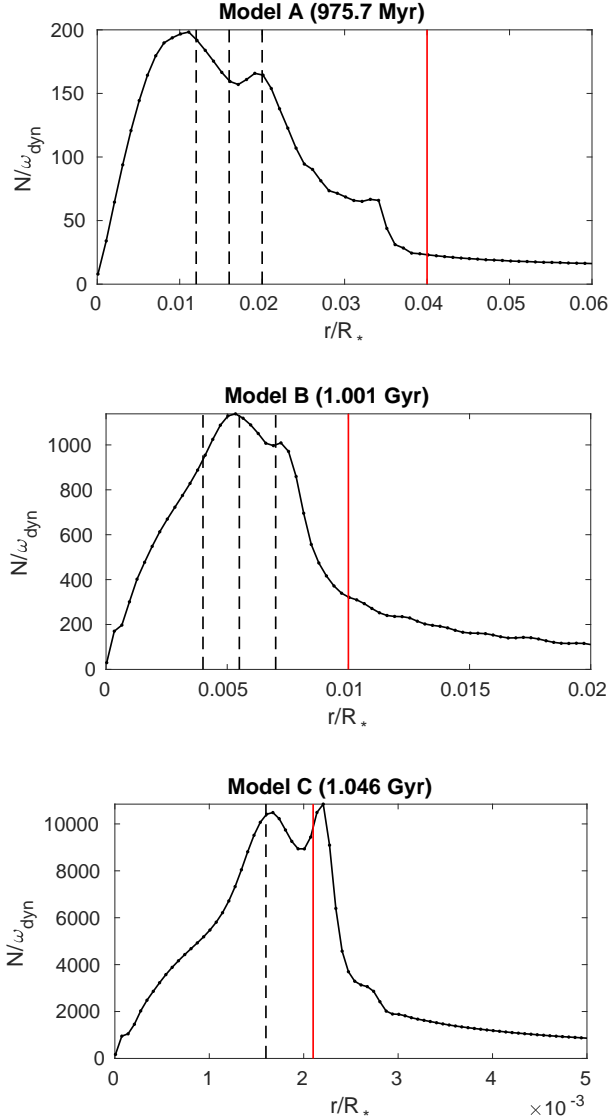 Model A (975.7 Myr)
200
150
100
50
0
N/ω_dyn
0 0.01 0.02 0.03 0.04 0.05 0.06
r/R_*
Model B (1.001 Gyr)
1000
800
600
400
200
0
N/ω_dyn
0 0.005 0.01 0.015 0.02
r/R_*
Model C (1.046 Gyr)
10000
8000
6000
4000
2000
0
N/ω_dyn
0 1 2 3 4 5
r/R_*
×10^-3